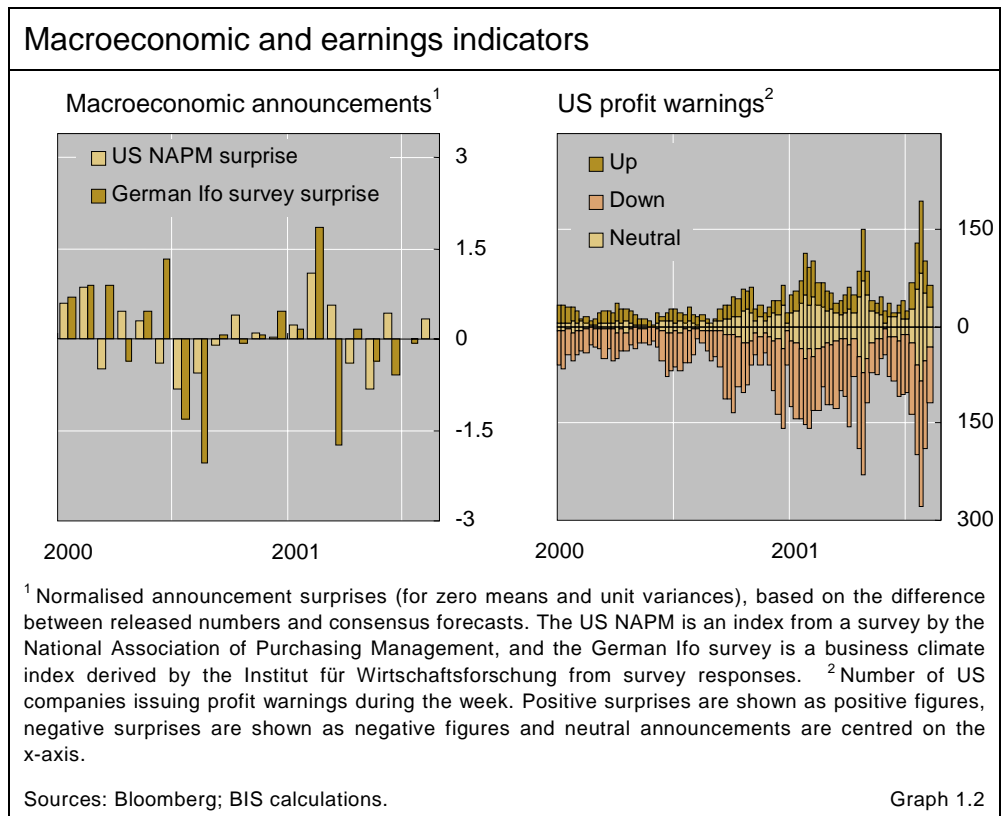 Macroeconomic and earnings indicators
Macroeconomic announcements1
US NAPM surprise
German Ifo survey surprise
3
1.5
0
-1.5
-3
2000
2001
US profit warnings2
Up
Down
Neutral
150
0
150
300
2000
2001
1 Normalised announcement surprises (for zero means and unit variances), based on the difference
between released numbers and consensus forecasts. The US NAPM is an index from a survey by the
National Association of Purchasing Management, and the German Ifo survey is a business climate
index derived by the Institut für Wirtschaftsforschung from survey responses. 2 Number of US
companies issuing profit warnings during the week. Positive surprises are shown as positive figures,
negative surprises are shown as negative figures and neutral announcements are centred on the
x-axis.
Sources: Bloomberg; BIS calculations.
Graph 1.2